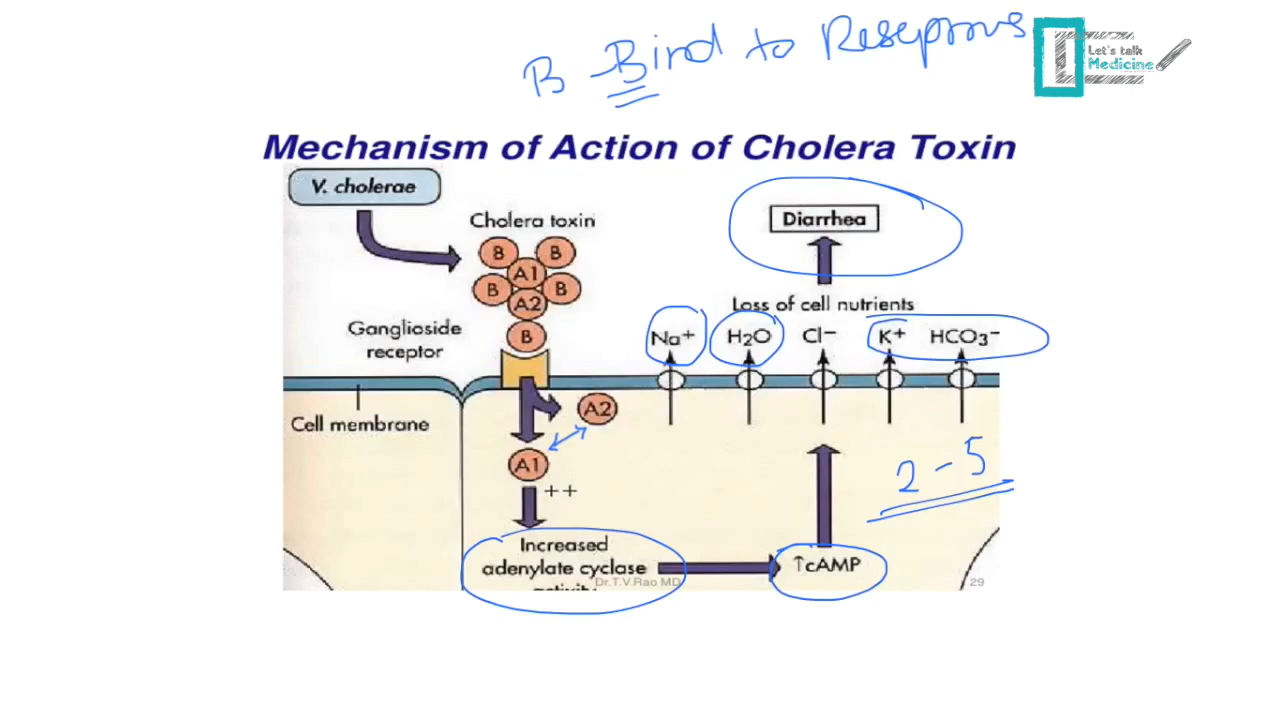 B - Bind to Reseptors
Let's talk
Medicine
Mechanism of Action of Cholera Toxin
V. cholerae
Cholera toxin
B
B
A1
B
B
A2
B
Ganglioside
receptor
Diarrhea
Loss of cell nutrients
Na+
H2O
Cl−
K+
HCO3−
Cell membrane
A2
A1
++
2 - 5
Increased
adenylate cyclase
activity
↑cAMP
Dr.T.V.Rao MD
29